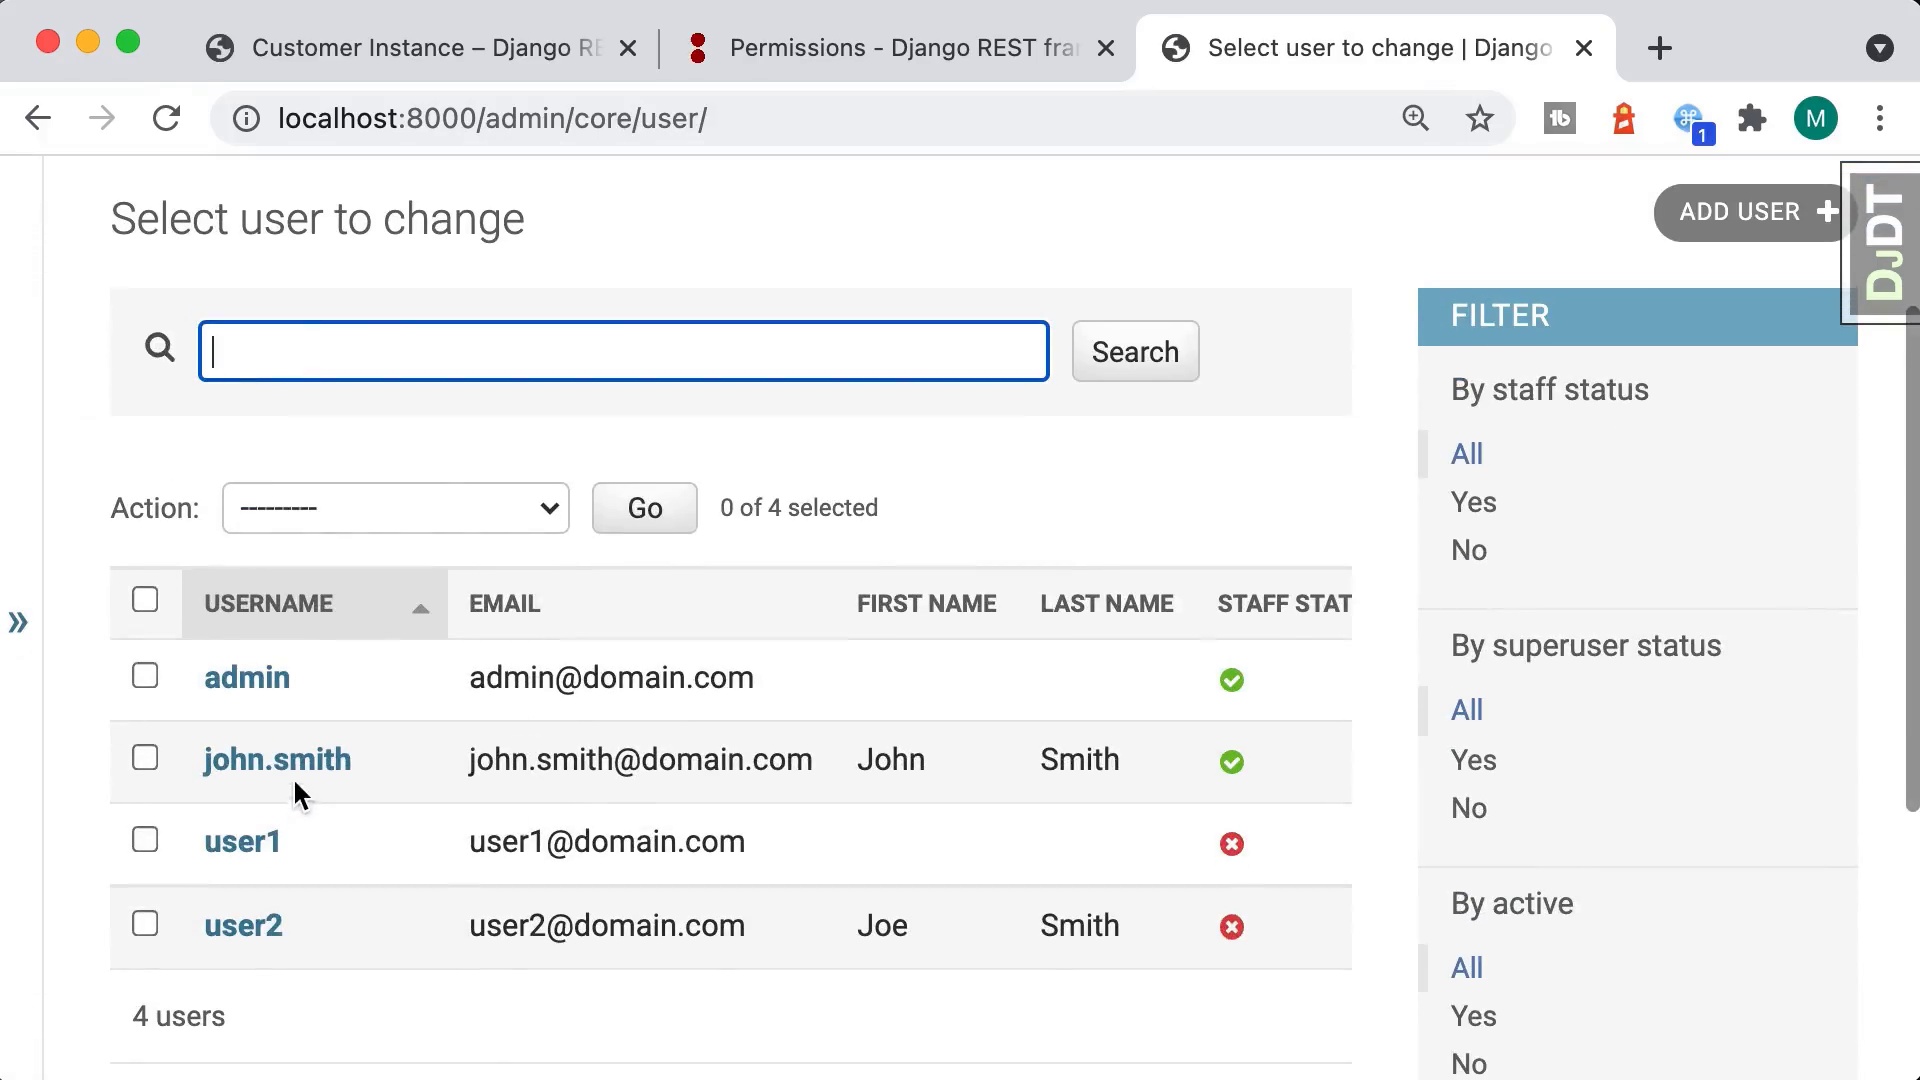 Customer Instance – Django RE
Permissions - Django REST fra
Select user to change | Django
localhost:8000/admin/core/user/
1
M
Select user to change
ADD USER +
DJDT
Search
FILTER
By staff status
All
Yes
No
Action: --------- Go 0 of 4 selected
USERNAME EMAIL FIRST NAME LAST NAME STAFF STAT
admin admin@domain.com
john.smith john.smith@domain.com John Smith
user1 user1@domain.com
user2 user2@domain.com Joe Smith
4 users
By superuser status
All
Yes
No
By active
All
Yes
No